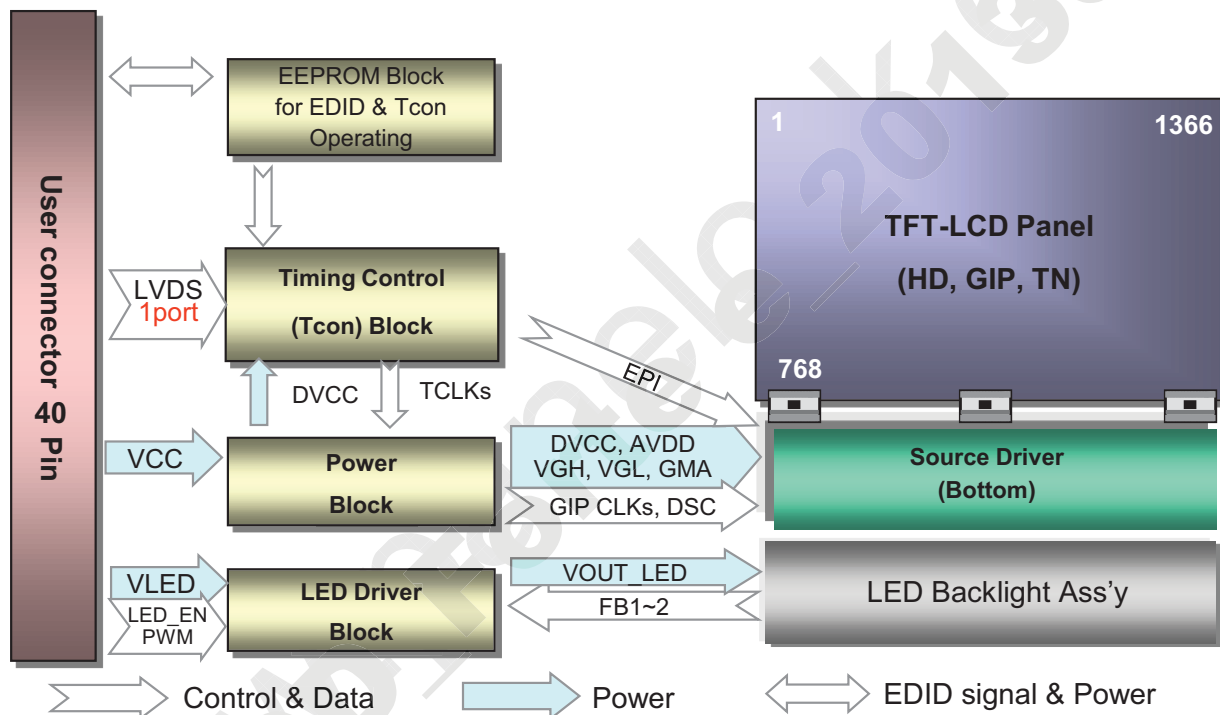 User connector 40 Pin
EEPROM Block
for EDID & Tcon
Operating
LVDS
1port
Timing Control
(Tcon) Block
DVCC
TCLKs
EPI
VCC
Power
Block
DVCC, AVDD
VGH, VGL, GMA
GIP CLKs, DSC
VLED
LED_EN
PWM
LED Driver
Block
VOUT_LED
FB1~2
1
1366
TFT-LCD Panel
(HD, GIP, TN)
768
Source Driver
(Bottom)
LED Backlight Ass’y
Control & Data
Power
EDID signal & Power